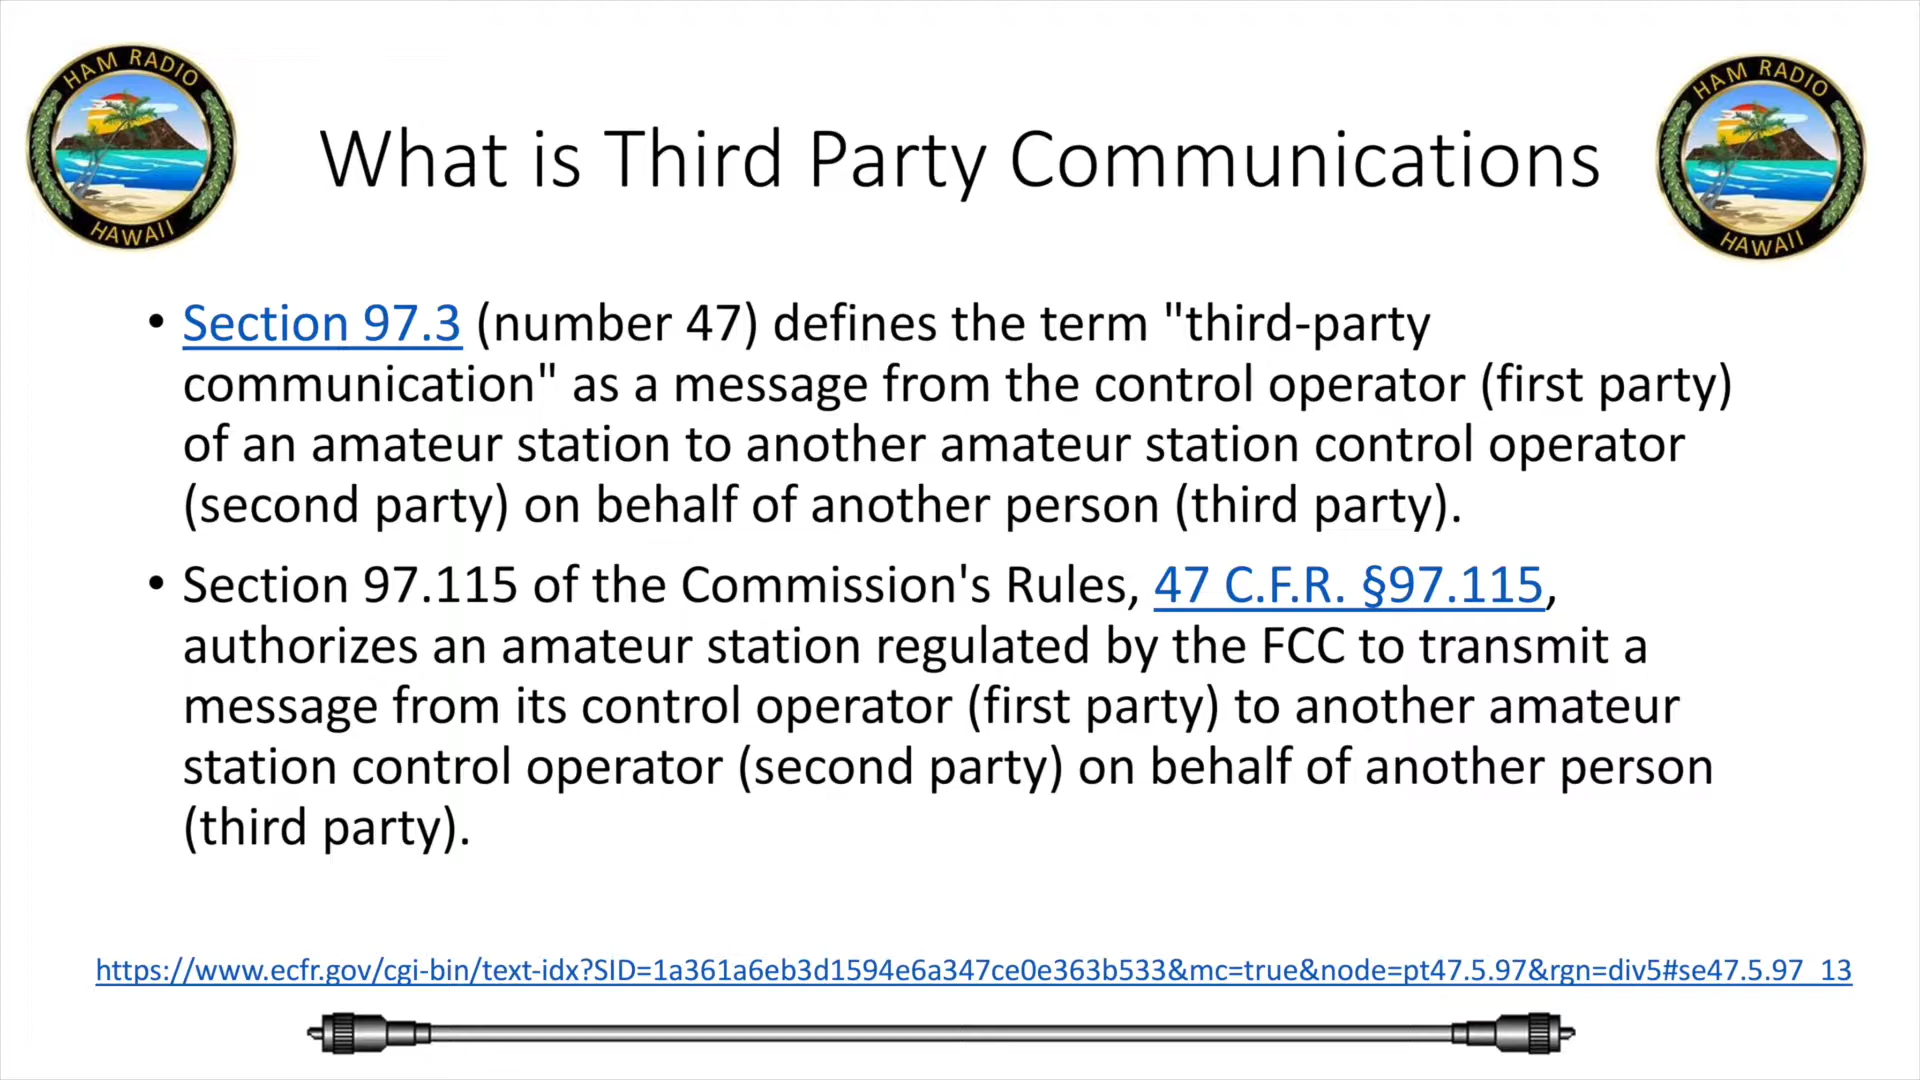 HAM RADIO
HAWAII
What is Third Party Communications
HAM RADIO
HAWAII
• Section 97.3 (number 47) defines the term "third-party
communication" as a message from the control operator (first party)
of an amateur station to another amateur station control operator
(second party) on behalf of another person (third party).
• Section 97.115 of the Commission's Rules, 47 C.F.R. §97.115,
authorizes an amateur station regulated by the FCC to transmit a
message from its control operator (first party) to another amateur
station control operator (second party) on behalf of another person
(third party).
https://www.ecfr.gov/cgi-bin/text-idx?SID=1a361a6eb3d1594e6a347ce0e363b533&mc=true&node=pt47.5.97&rgn=div5#se47.5.97_13